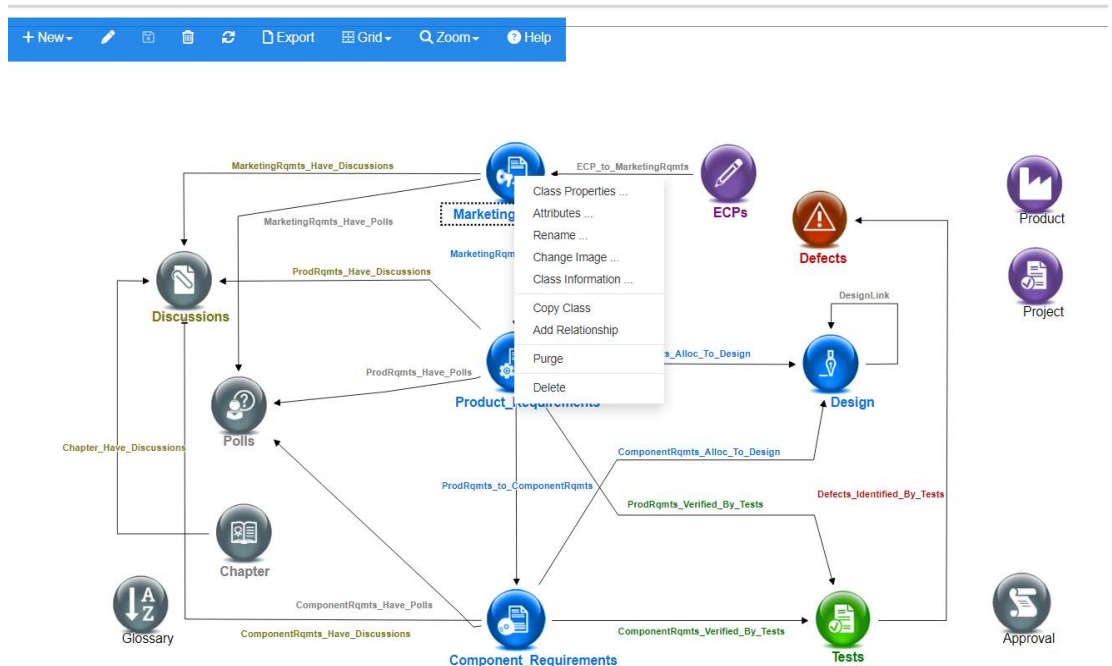 New
Export
Grid
Zoom
Help
MarketingRqmts_Have_Discussions
ECP_to_MarketingRqmts
Class Properties ...
Marketing
ECPs
Product
Attributes ...
MarketingRqmts_Have_Polls
Rename ...
MarketingRqm
Change Image ...
Defects
ProdRqmts_Have_Discussions
Class Information ...
DesignLink
Discussions
Copy Class
Project
Add Relationship
s_Alloc_To_Design
Purge
ProdRqmts_Have_Polls
Delete
Product_Requirements
Design
Polls
Chapter_Have_Discussions
ComponentRqmts_Alloc_To_Design
ProdRqmts_to_ComponentRqmts
Defects_Identified_By_Tests
ProdRqmts_Verified_By_Tests
Chapter
A
Z
ComponentRqmts_Have_Polls
Glossary
ComponentRqmts_Have_Discussions
ComponentRqmts_Verified_By_Tests
Approval
Component_Requirements
Tests